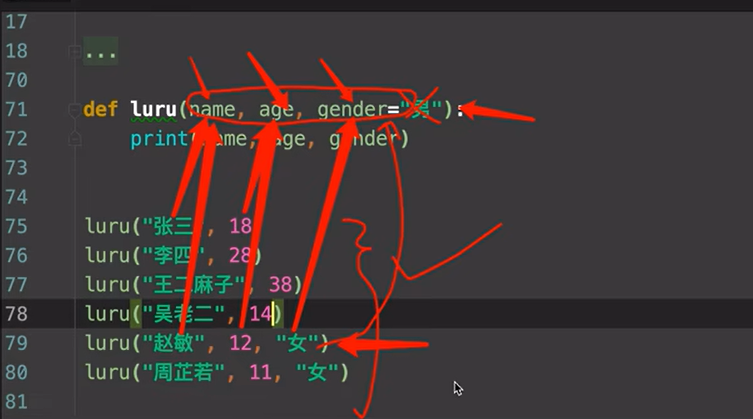 17
18 ...
70
71 def luru(name, age, gender="男"):
72 print(name, age, gender)
73
74
75 luru("张三", 18)
76 luru("李四", 28)
77 luru("王二麻子", 38)
78 luru("吴老二", 14)
79 luru("赵敏", 12, "女")
80 luru("周芷若", 11, "女")
81